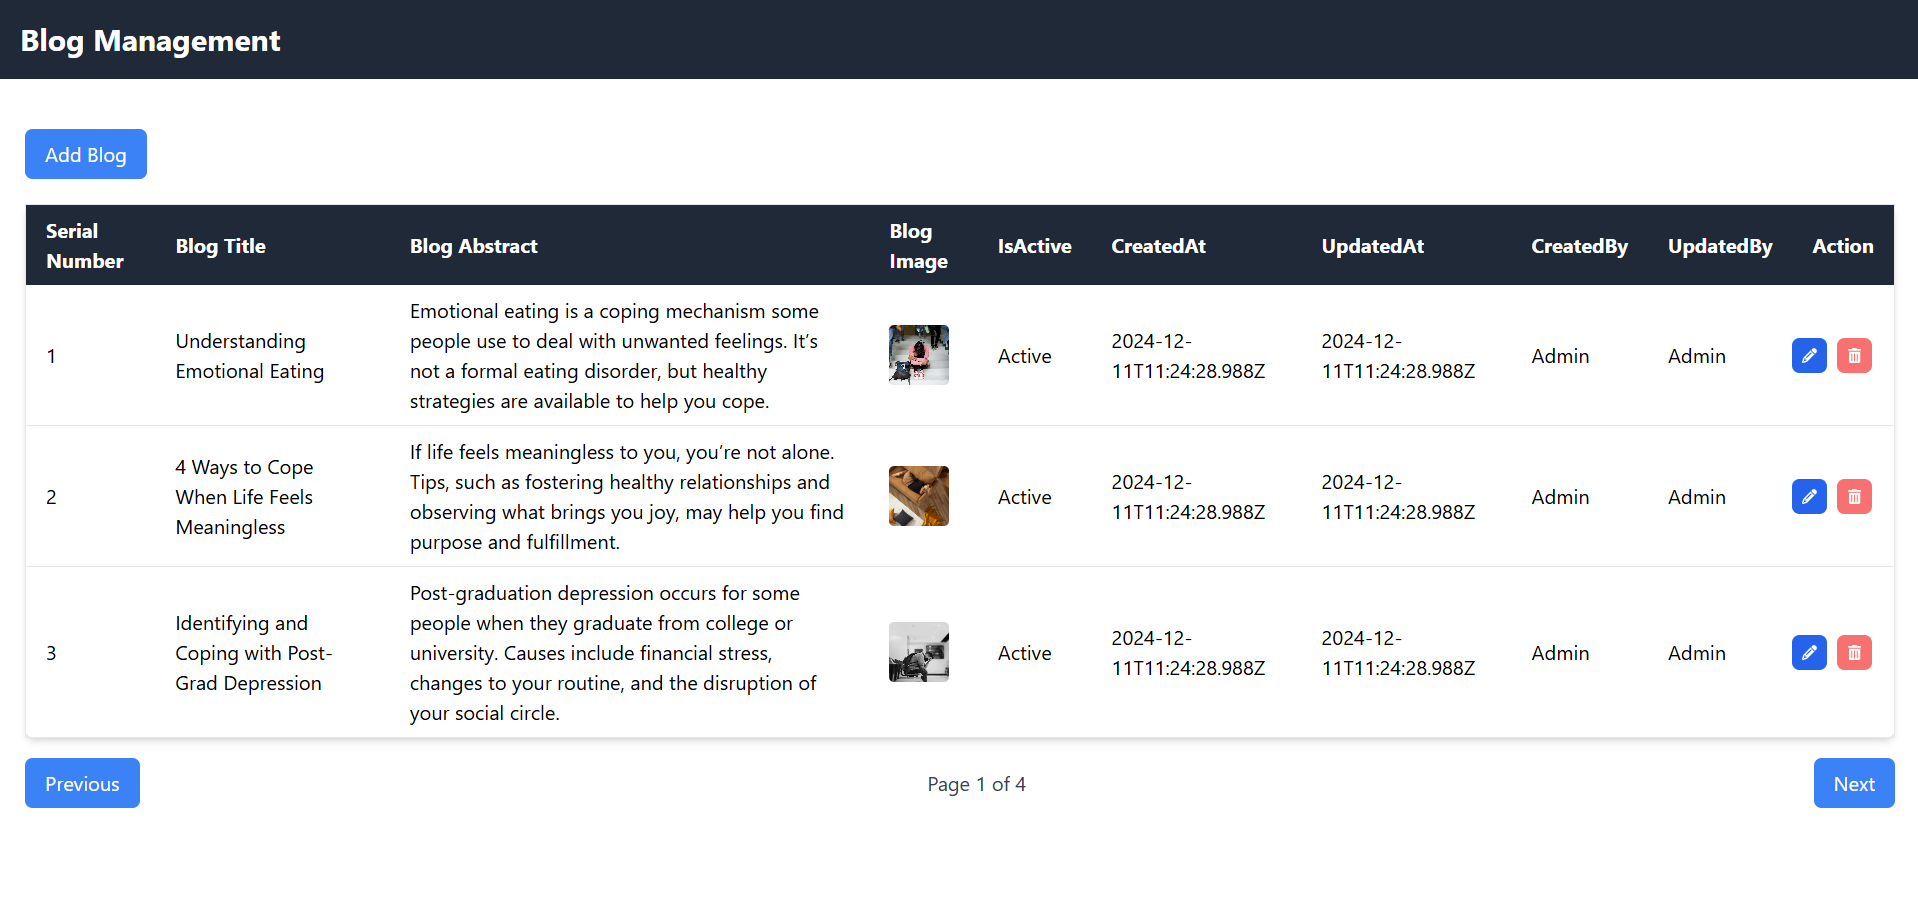 Blog Management
Add Blog
Serial
Number
Blog Title
Blog Abstract
Blog
Image
IsActive
CreatedAt
UpdatedAt
CreatedBy
UpdatedBy
Action
1
Understanding
Emotional Eating
Emotional eating is a coping mechanism some
people use to deal with unwanted feelings. It’s
not a formal eating disorder, but healthy
strategies are available to help you cope.
Active
2024-12-
11T11:24:28.988Z
2024-12-
11T11:24:28.988Z
Admin
Admin
2
4 Ways to Cope
When Life Feels
Meaningless
If life feels meaningless to you, you’re not alone.
Tips, such as fostering healthy relationships and
observing what brings you joy, may help you find
purpose and fulfillment.
Active
2024-12-
11T11:24:28.988Z
2024-12-
11T11:24:28.988Z
Admin
Admin
3
Identifying and
Coping with Post-
Grad Depression
Post-graduation depression occurs for some
people when they graduate from college or
university. Causes include financial stress,
changes to your routine, and the disruption of
your social circle.
Active
2024-12-
11T11:24:28.988Z
2024-12-
11T11:24:28.988Z
Admin
Admin
Previous
Page 1 of 4
Next